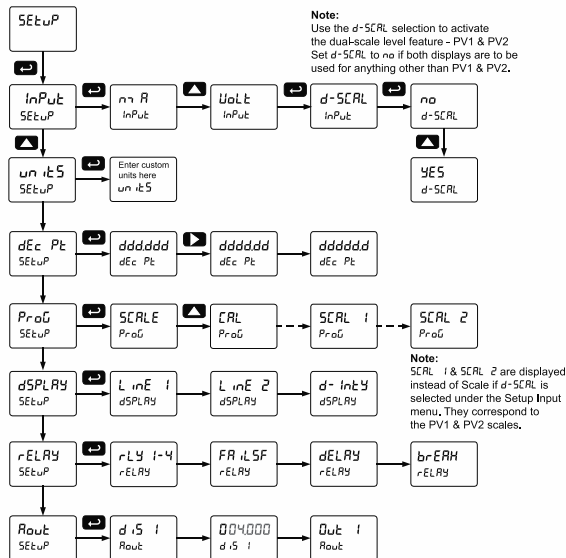 SEtuP
Note:
Use the d-SCAL selection to activate
the dual-scale level feature - PV1 & PV2
Set d-SCAL to no if both displays are to be
used for anything other than PV1 & PV2.
InPut
SEtuP
mA
InPut
VoLt
InPut
d-SCAL
InPut
no
d-SCAL
YES
d-SCAL
unitS
SEtuP
Enter custom
units here
unitS
dEc Pt
SEtuP
ddd.ddd
dEc Pt
dddd.dd
dEc Pt
ddddd.d
dEc Pt
ProG
SEtuP
SCALE
ProG
CAL
ProG
SCAL 1
ProG
SCAL 2
ProG
Note:
SCAL 1 & SCAL 2 are displayed
instead of Scale if d-SCAL is
selected under the Setup Input
menu. They correspond to
the PV1 & PV2 scales.
dSPLAY
SEtuP
LinE 1
dSPLAY
LinE 2
dSPLAY
d-IntY
dSPLAY
rELAY
SEtuP
rLY 1-4
rELAY
FAiLSF
rELAY
dELAY
rELAY
brEAK
rELAY
Aout
SEtuP
diS 1
Aout
004.000
diS 1
Out 1
Aout